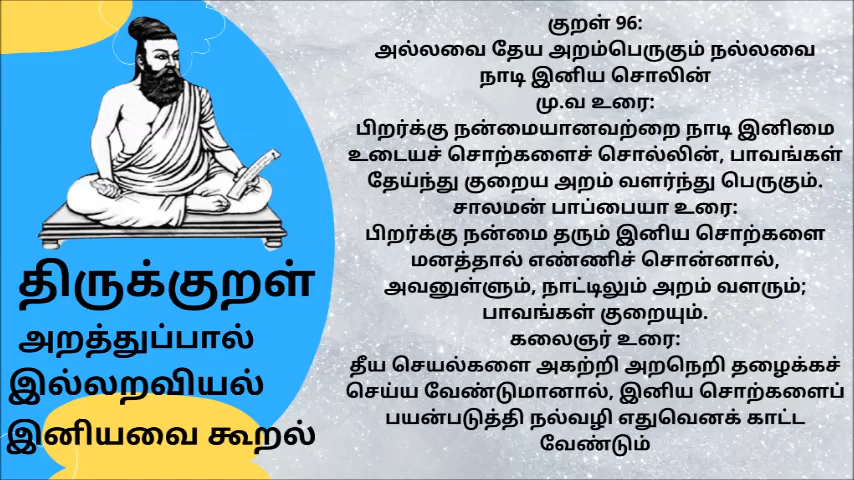 திருக்குறள்
அறத்துப்பால்
இல்லறவியல்
இனியவை கூறல்
குறள் 96:
அல்லவை தேய அறம்பெருகும் நல்லவை
நாடி இனிய சொலின்
மு.வ உரை:
பிறர்க்கு நன்மையானவற்றை நாடி இனிமை
உடையச் சொற்களைச் சொல்லின், பாவங்கள்
தேய்ந்து குறைய அறம் வளர்ந்து பெருகும்.
சாலமன் பாப்பையா உரை:
பிறர்க்கு நன்மை தரும் இனிய சொற்களை
மனத்தால் எண்ணிச் சொன்னால்,
அவனுள்ளும், நாட்டிலும் அறம் வளரும்;
பாவங்கள் குறையும்.
கலைஞர் உரை:
தீய செயல்களை அகற்றி அறநெறி தழைக்கச்
செய்ய வேண்டுமானால், இனிய சொற்களைப்
பயன்படுத்தி நல்வழி எதுவெனக் காட்ட
வேண்டும்